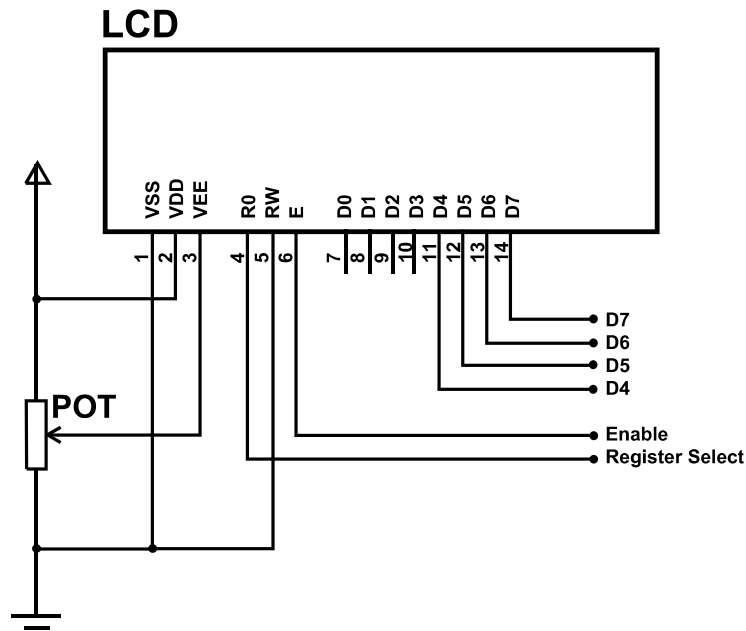 LCD
VSS
VDD
VEE
R0
RW
E
D0
D1
D2
D3
D4
D5
D6
D7
1
2
3
4
5
6
7
8
9
10
11
12
13
14
D7
D6
D5
D4
POT
Enable
Register Select